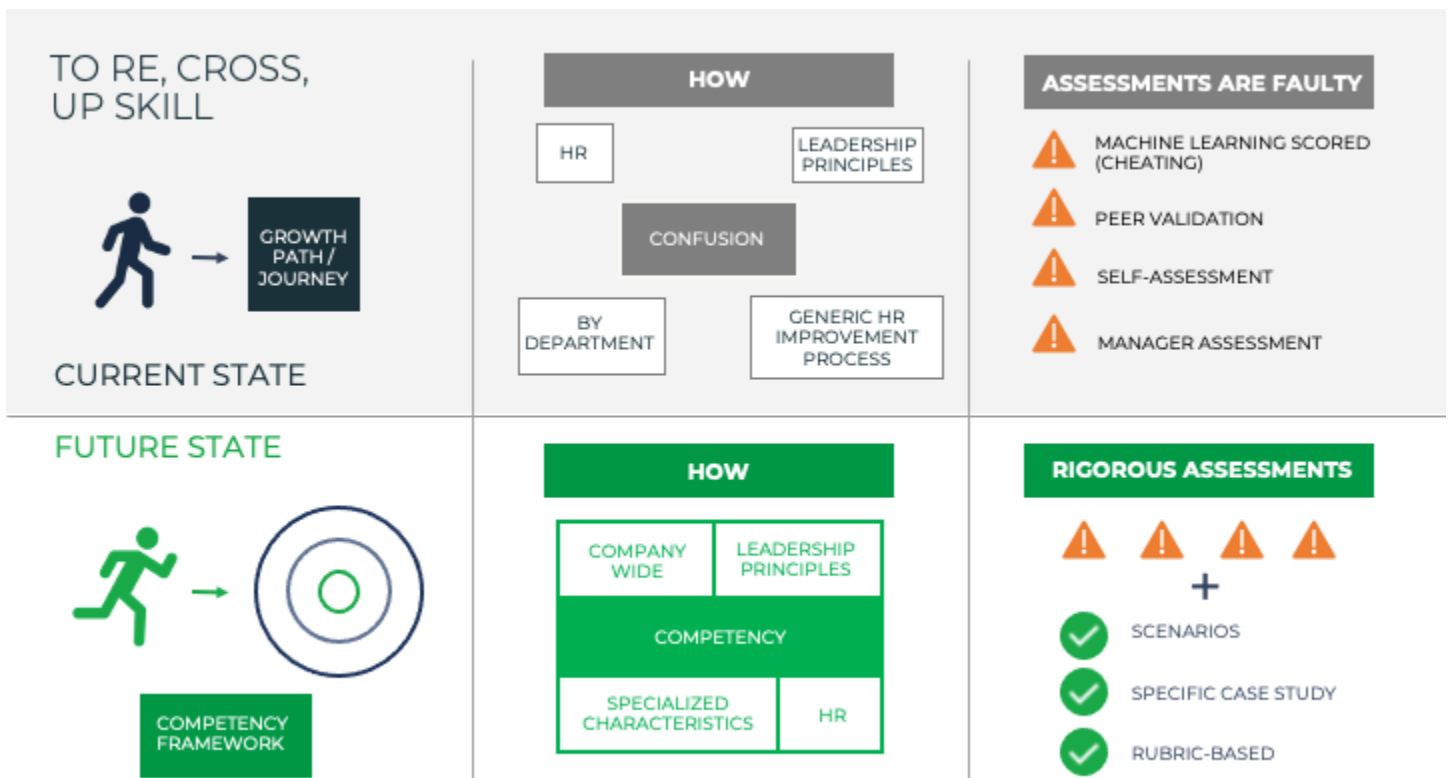 TO RE, CROSS,
UP SKILL
GROWTH
PATH /
JOURNEY
CURRENT STATE
HOW
HR
LEADERSHIP
PRINCIPLES
CONFUSION
BY
DEPARTMENT
GENERIC HR
IMPROVEMENT
PROCESS
ASSESSMENTS ARE FAULTY
MACHINE LEARNING SCORED
(CHEATING)
PEER VALIDATION
SELF-ASSESSMENT
MANAGER ASSESSMENT
FUTURE STATE
COMPETENCY
FRAMEWORK
HOW
COMPANY
WIDE
LEADERSHIP
PRINCIPLES
COMPETENCY
SPECIALIZED
CHARACTERISTICS
HR
RIGOROUS ASSESSMENTS
+
SCENARIOS
SPECIFIC CASE STUDY
RUBRIC-BASED